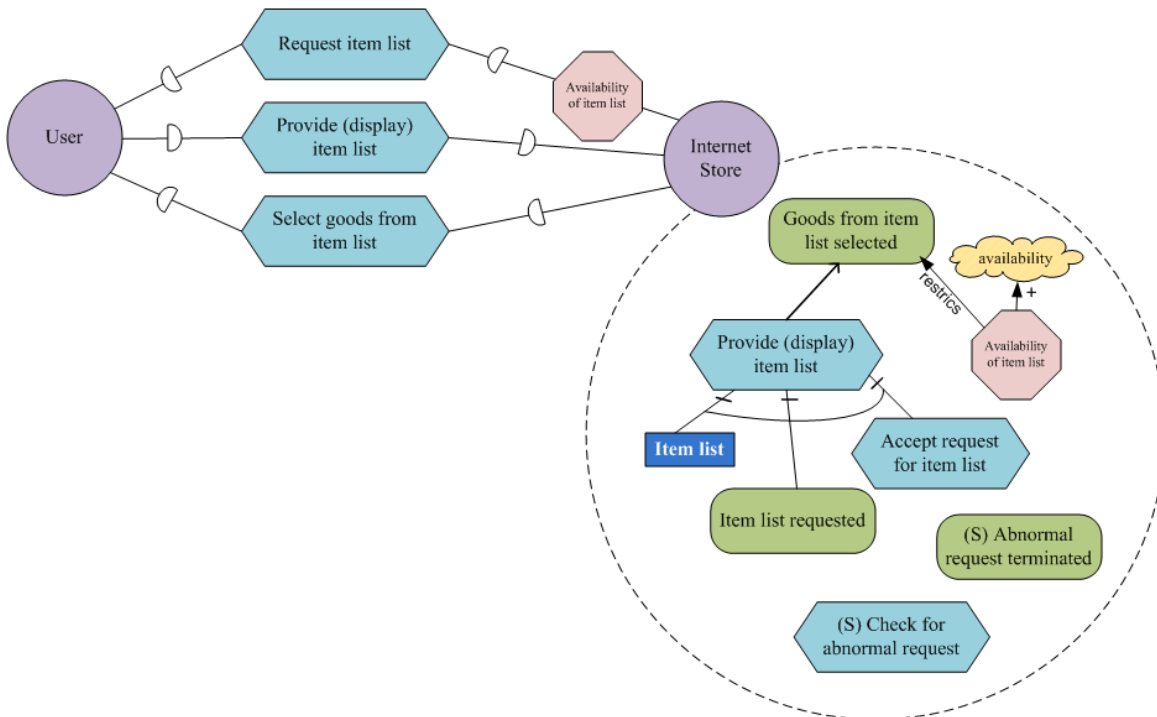 Request item list
Availability
of item list
User
Provide (display)
item list
Internet
Store
Select goods from
item list
Goods from item
list selected
availability
restrics
+
Provide (display)
item list
Availability
of item list
Item list
Accept request
for item list
Item list requested
(S) Abnormal
request terminated
(S) Check for
abnormal request